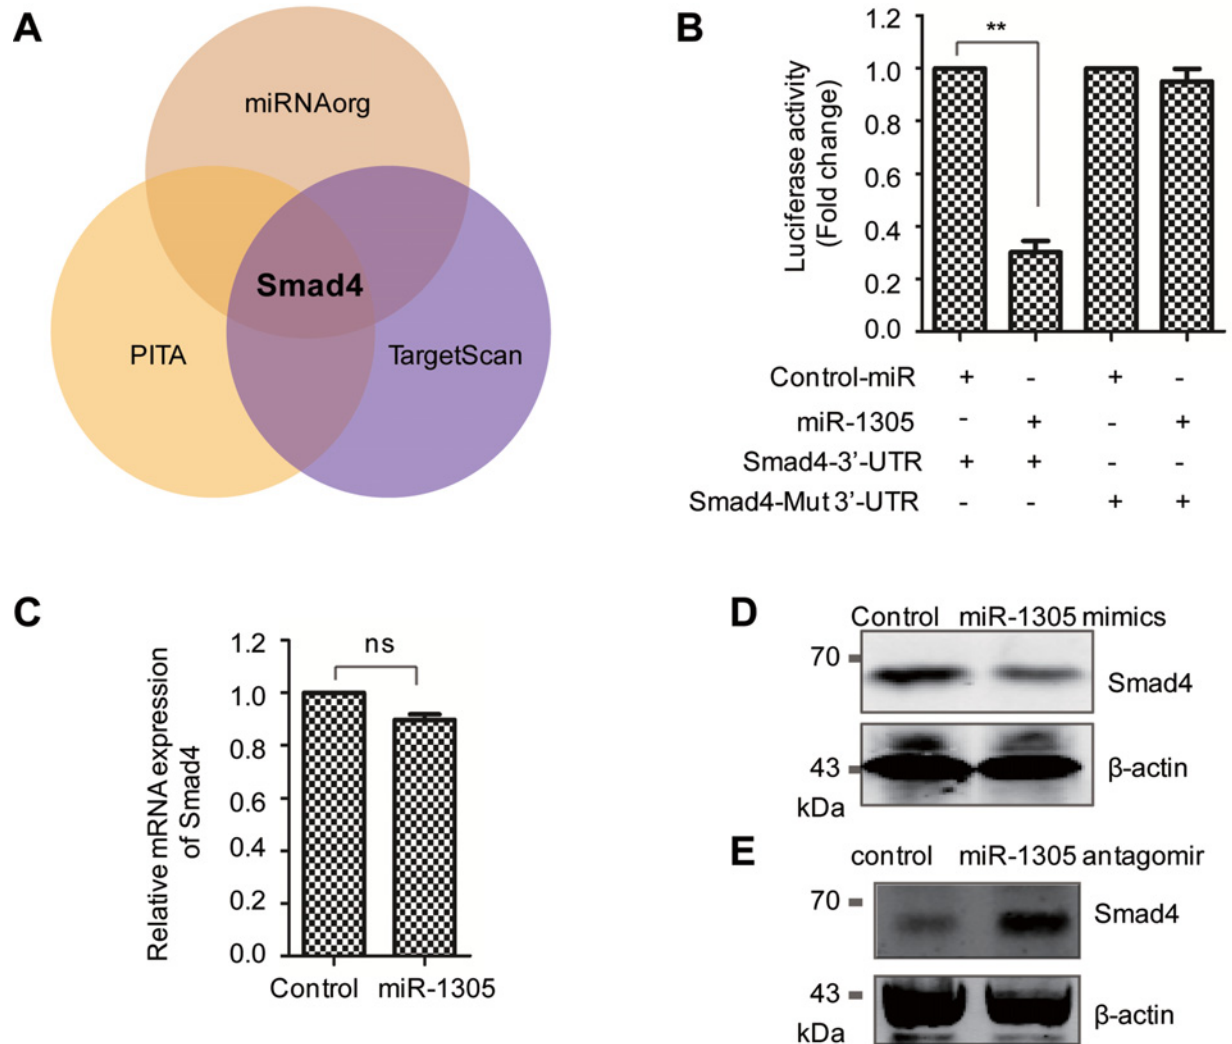 A
miRNAorg
Smad4
PITA
TargetScan
B
Luciferase activity
(Fold change)
1.2
1.0
0.8
0.6
0.4
0.2
0.0
**
Control-miR + - + -
miR-1305 - + - +
Smad4-3’-UTR + + - -
Smad4-Mut 3’-UTR - - + +
C
Relative mRNA expression
of Smad4
1.2
1.0
0.8
0.6
0.4
0.2
0.0
ns
Control miR-1305
D
Control miR-1305 mimics
70
Smad4
43
β-actin
kDa
E
control miR-1305 antagomir
70
Smad4
43
β-actin
kDa